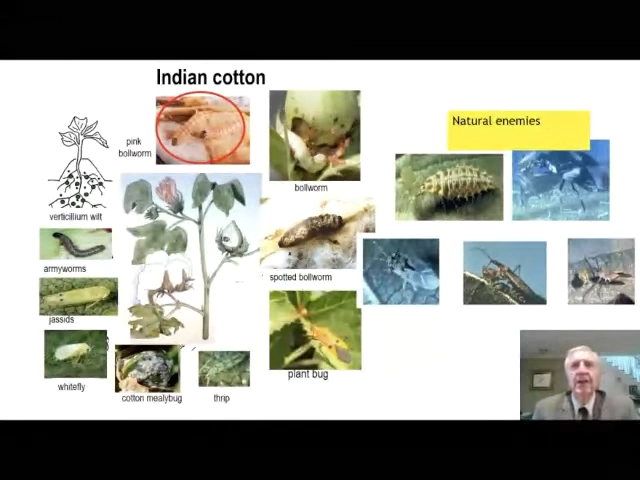 Indian cotton
Natural enemies
pink
bollworm
bollworm
verticillium wilt
armyworms
spotted bollworm
jassids
plant bug
whitefly
cotton mealybug
thrip